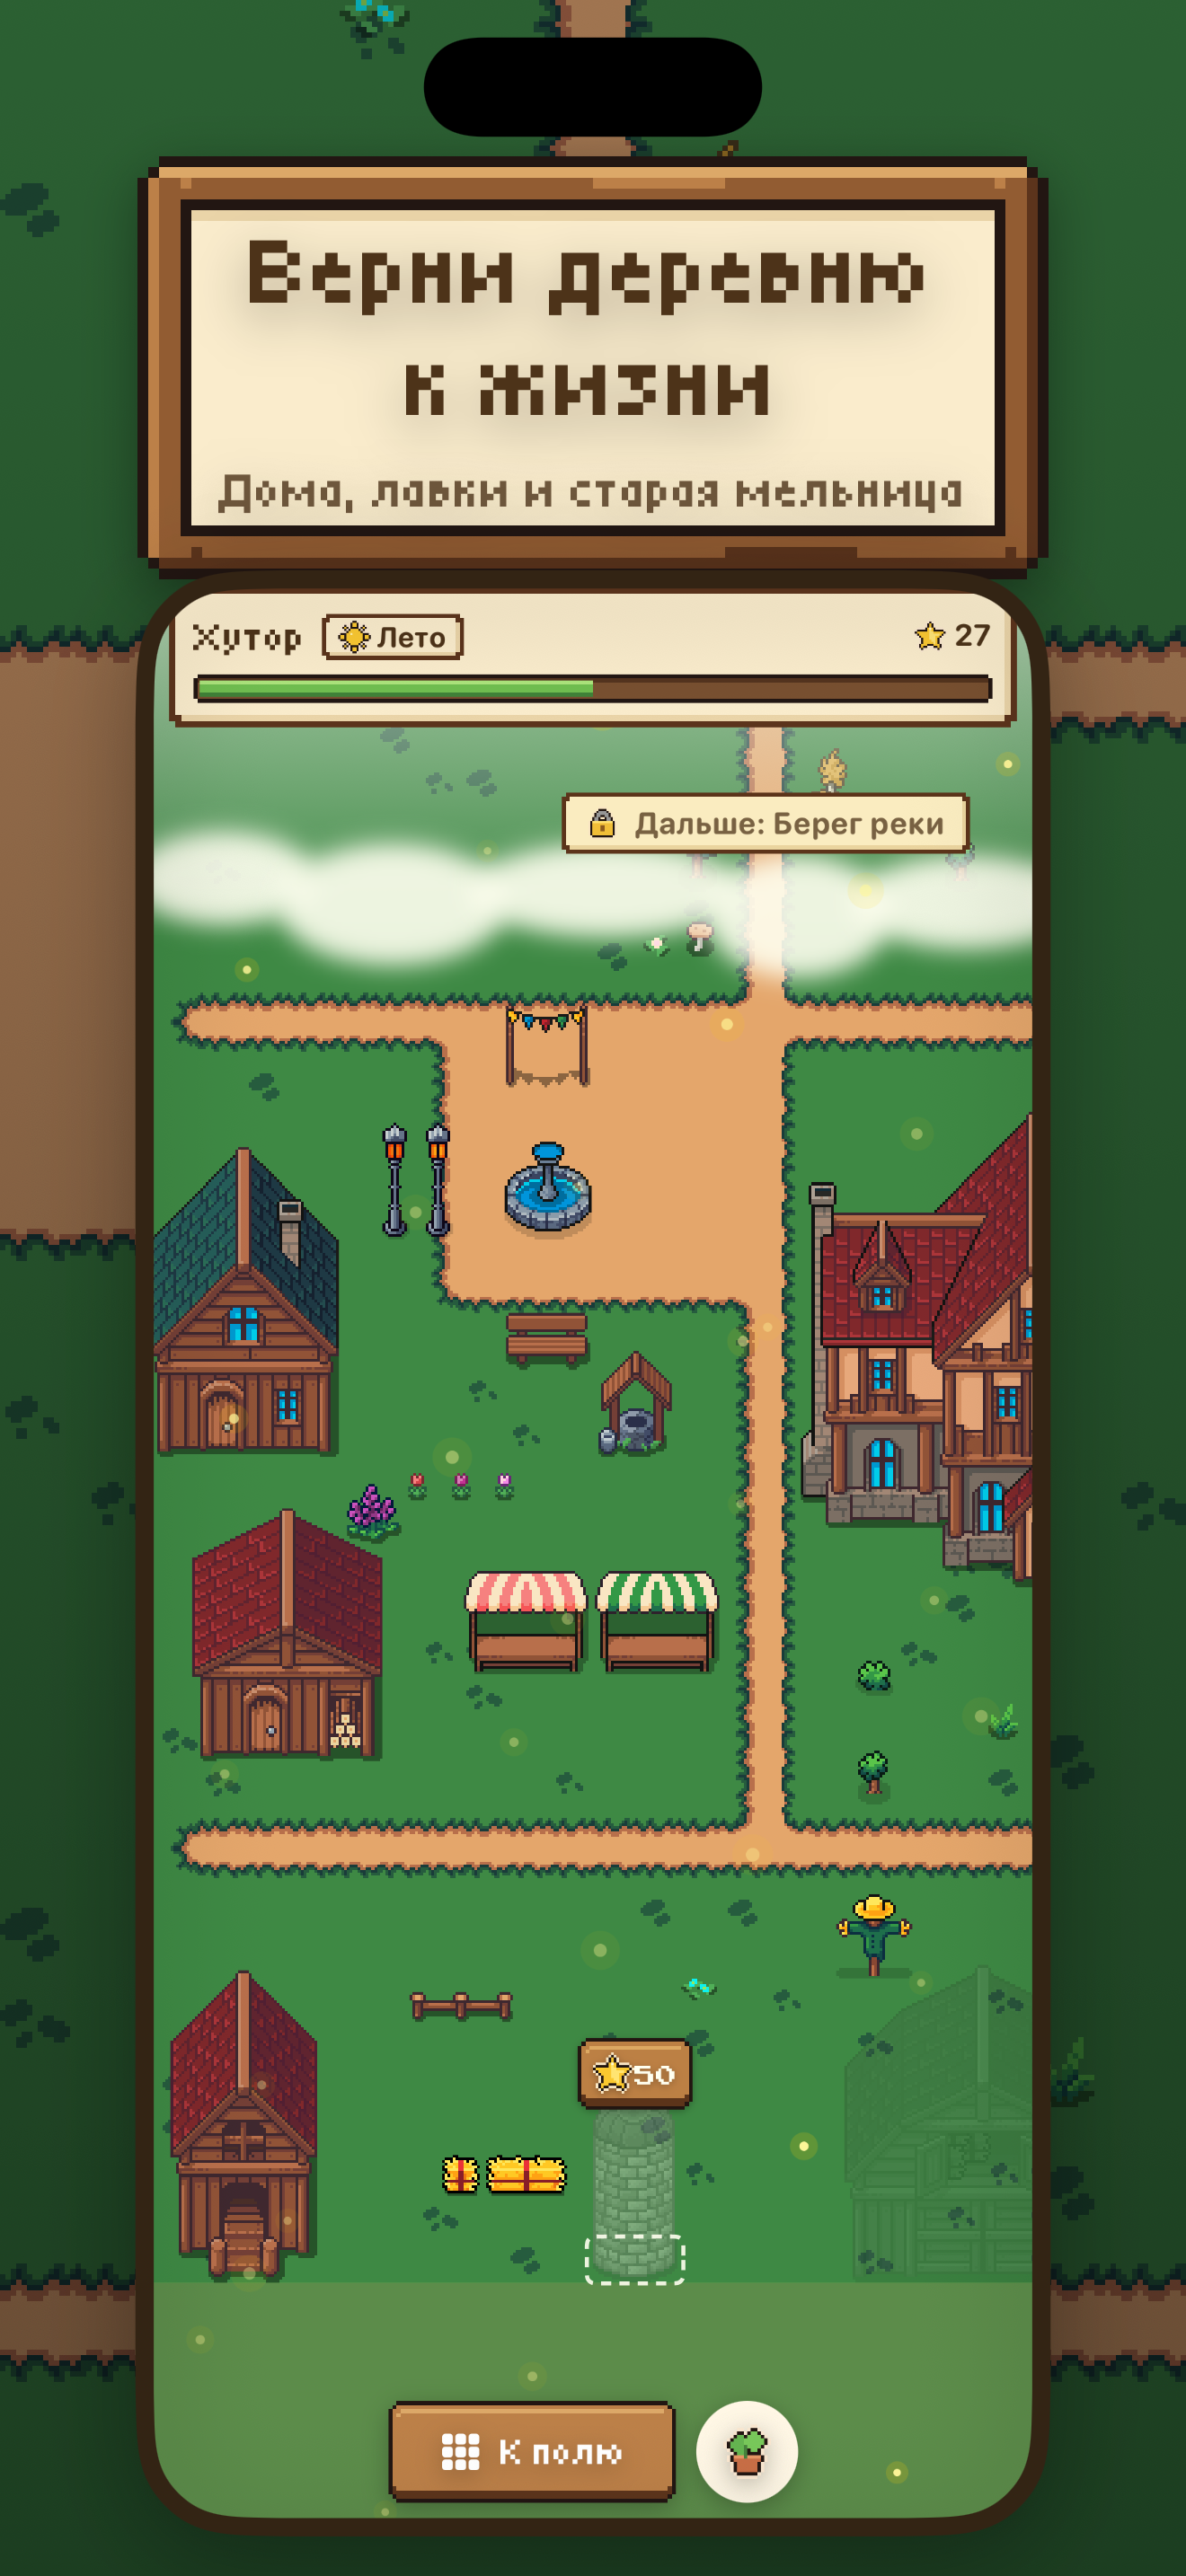 Верни деревню
к жизни
Дома, лавки и старая мельница
Хутор
Лето
27
Дальше: Берег реки
50
К полю